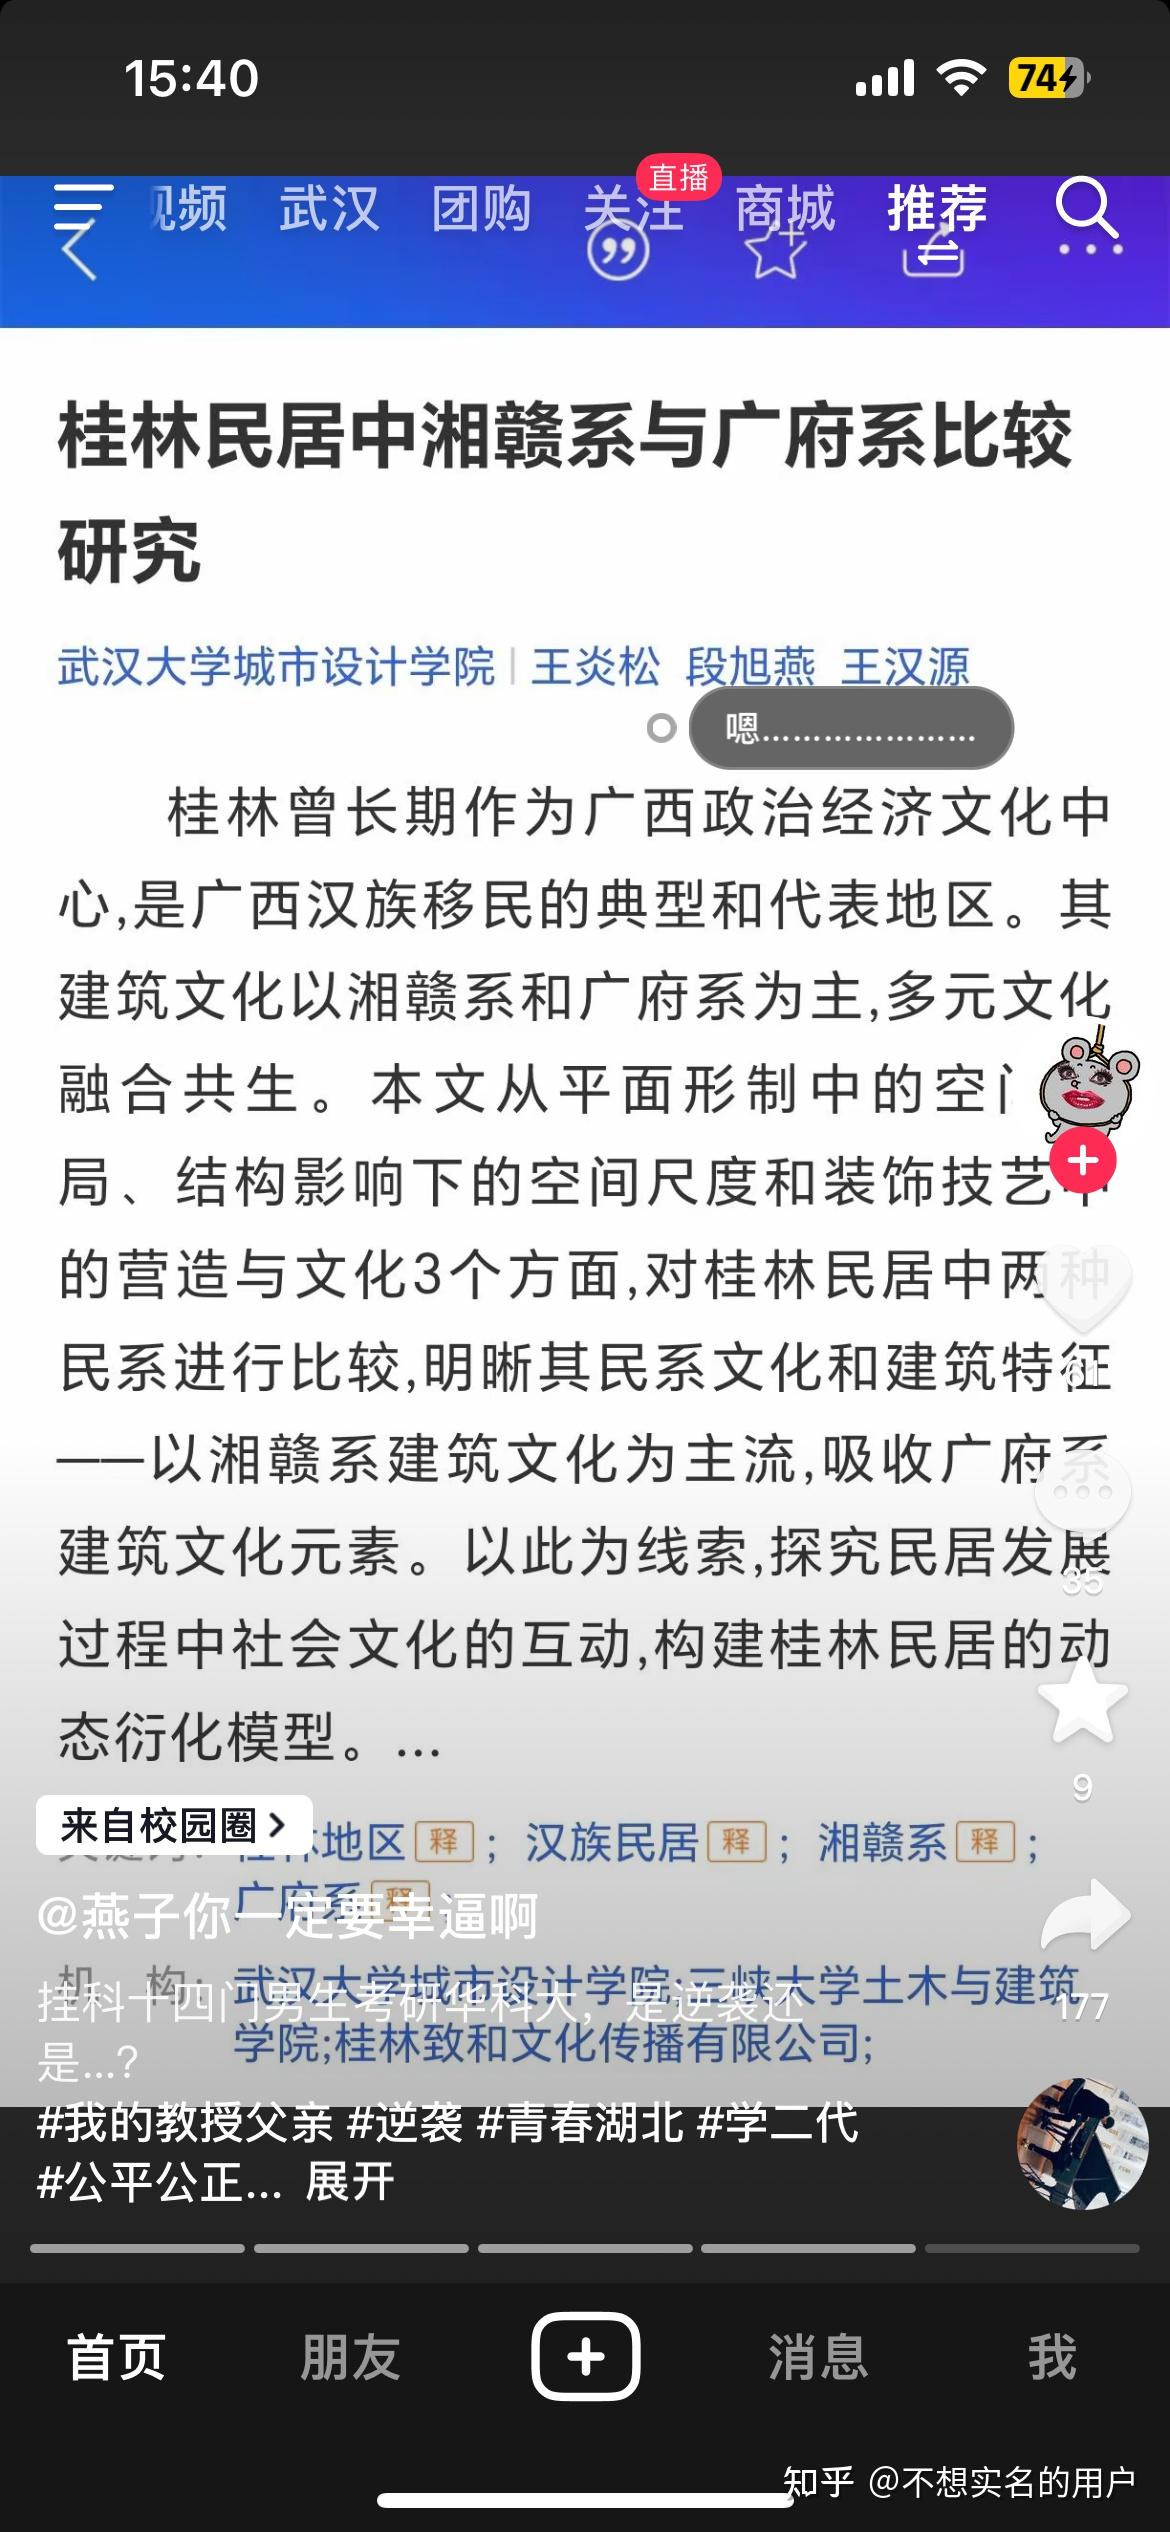 15:40
74
直播
视频 武汉 团购 关注 商城 推荐
桂林民居中湘赣系与广府系比较
研究
武汉大学城市设计学院 | 王炎松 段旭燕 王汉源
嗯.....................
桂林曾长期作为广西政治经济文化中
心,是广西汉族移民的典型和代表地区。其
建筑文化以湘赣系和广府系为主,多元文化
融合共生。本文从平面形制中的空间
局、结构影响下的空间尺度和装饰技艺中
的营造与文化3个方面,对桂林民居中两种
民系进行比较,明晰其民系文化和建筑特征
61
——以湘赣系建筑文化为主流,吸收广府系
建筑文化元素。以此为线索,探究民居发展
35
过程中社会文化的互动,构建桂林民居的动
态衍化模型。...
9
来自校园圈 >
关键词: 桂林地区 释 ; 汉族民居 释 ; 湘赣系 释 ;
广府系 释 ;
@燕子你一定要幸逼啊
机 构: 武汉大学城市设计学院;三峡大学土木与建筑
学院;桂林致和文化传播有限公司;
177
挂科十四门男生考研华科大，是逆袭还
是...?
#我的教授父亲 #逆袭 #青春湖北 #学二代
#公平公正... 展开
首页 朋友 消息 我
知乎 @不想实名的用户